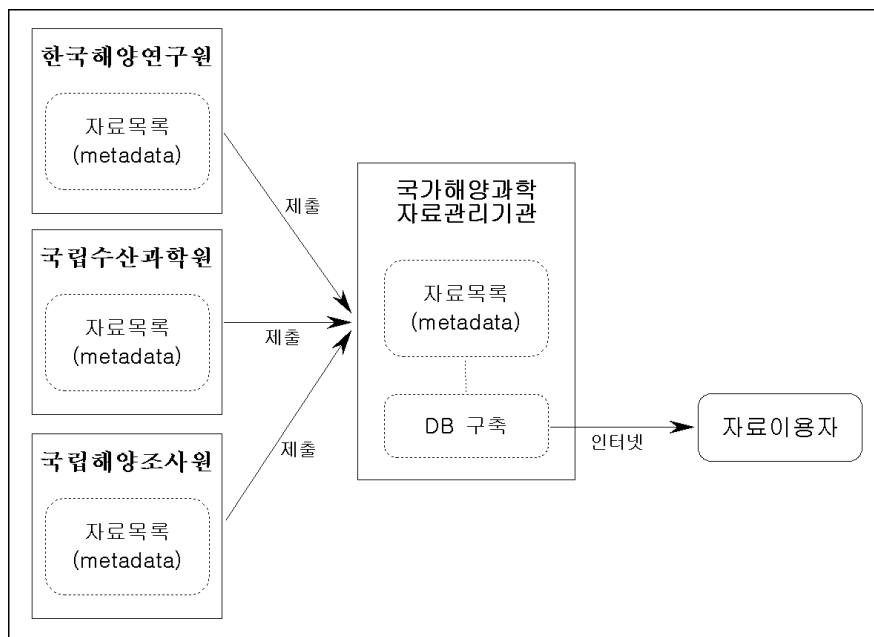 한국해양연구원
자료목록
(metadata)
제출
국립수산과학원
자료목록
(metadata)
제출
국립해양조사원
자료목록
(metadata)
제출
국가해양과학
자료관리기관
자료목록
(metadata)
DB 구축
인터넷
자료이용자